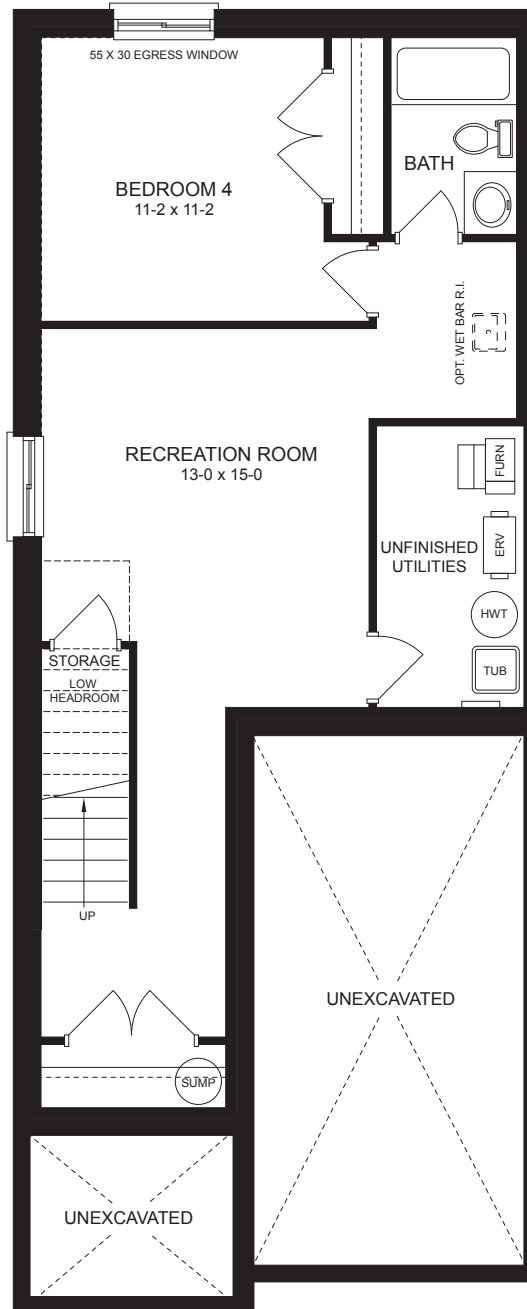 55 X 30 EGRESS WINDOW
BEDROOM 4
11-2 x 11-2
BATH
OPT. WET BAR R.I.
RECREATION ROOM
13-0 x 15-0
FURN
UNFINISHED
UTILITIES
ERV
HWT
TUB
STORAGE
LOW
HEADROOM
UP
UNEXCAVATED
SUMP
UNEXCAVATED